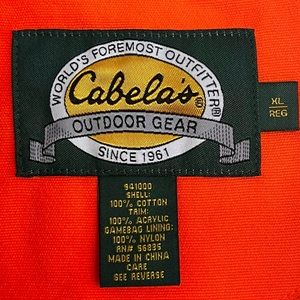 WORLD'S FOREMOST OUTFITTER®
Cabela's®
OUTDOOR GEAR
SINCE 1961
XL
REG
941000
SHELL:
100% COTTON
TRIM:
100% ACRYLIC
GAMEBAG LINING:
100% NYLON
RN# 56835
MADE IN CHINA
CARE
SEE REVERSE